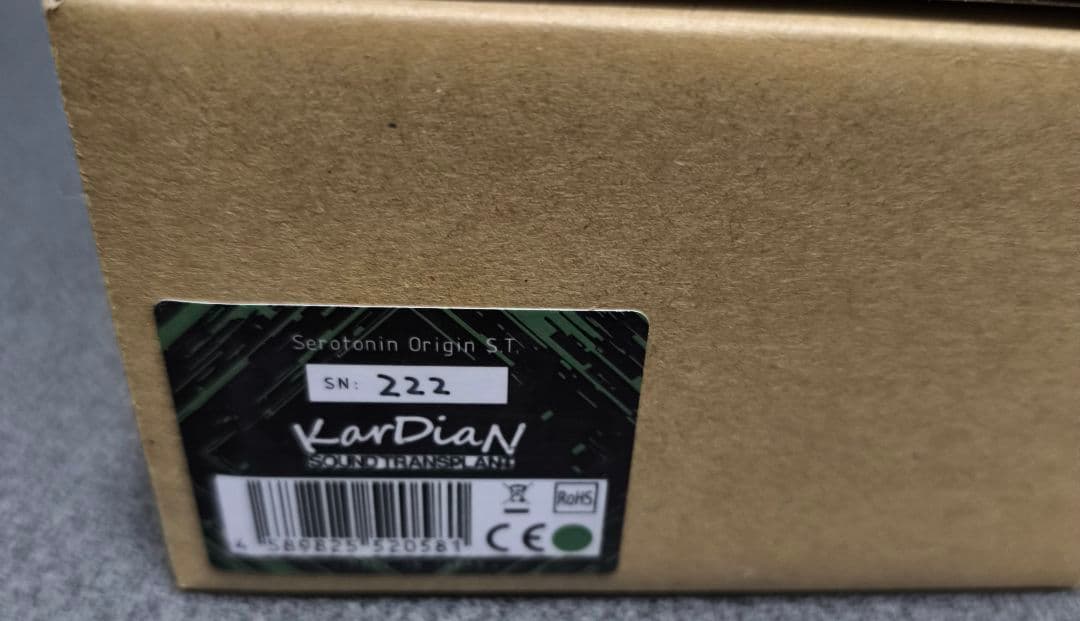 Serotonin Origin S.T.
SN: 222
KarDiaN
SOUND TRANSPLANT
RoHS
CE
4 589825 520581